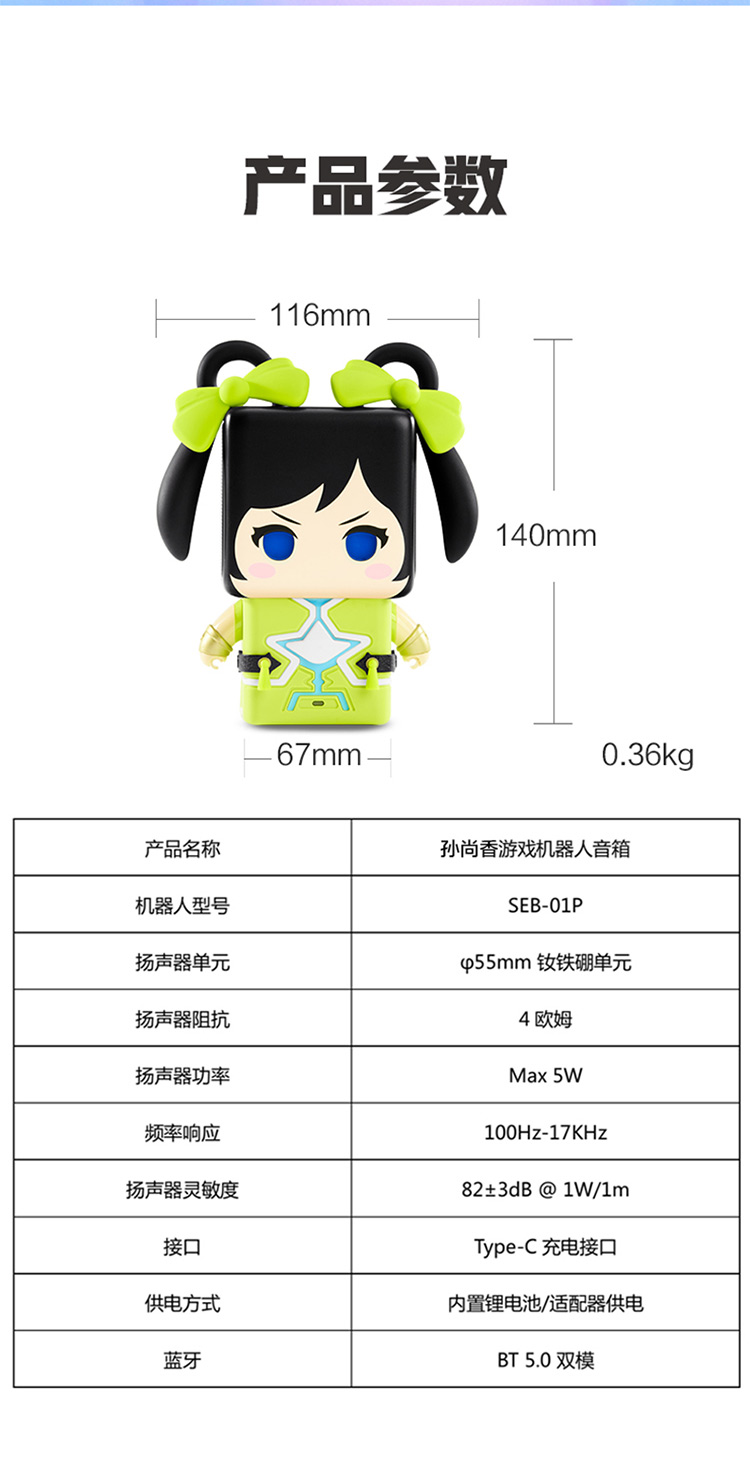 产品参数
116mm
140mm
67mm
0.36kg
产品名称 孙尚香游戏机器人音箱
机器人型号 SEB-01P
扬声器单元 φ55mm 钕铁硼单元
扬声器阻抗 4 欧姆
扬声器功率 Max 5W
频率响应 100Hz-17KHz
扬声器灵敏度 82±3dB @ 1W/1m
接口 Type-C 充电接口
供电方式 内置锂电池/适配器供电
蓝牙 BT 5.0 双模